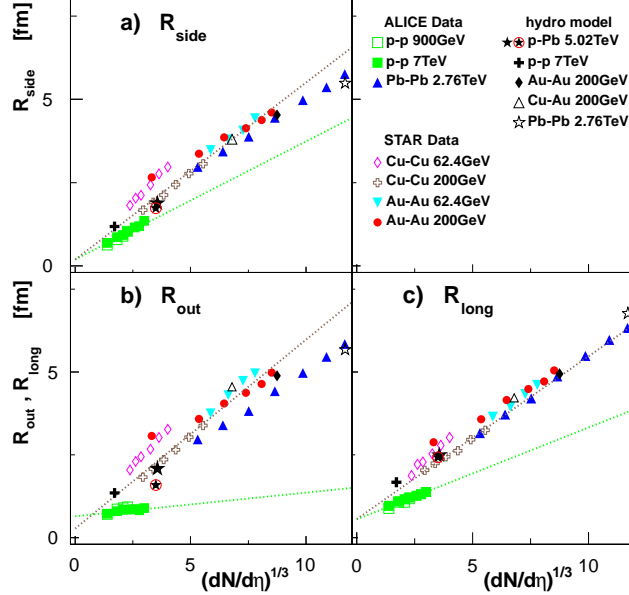 [fm]
R_side
a) R_side
5
0
ALICE Data
p-p 900GeV
p-p 7TeV
Pb-Pb 2.76TeV
STAR Data
Cu-Cu 62.4GeV
Cu-Cu 200GeV
Au-Au 62.4GeV
Au-Au 200GeV
hydro model
p-Pb 5.02TeV
p-p 7TeV
Au-Au 200GeV
Cu-Au 200GeV
Pb-Pb 2.76TeV
[fm]
R_out , R_long
b) R_out
5
0
c) R_long
0 5 10
0 5 10
(dN/dη)^1/3
(dN/dη)^1/3